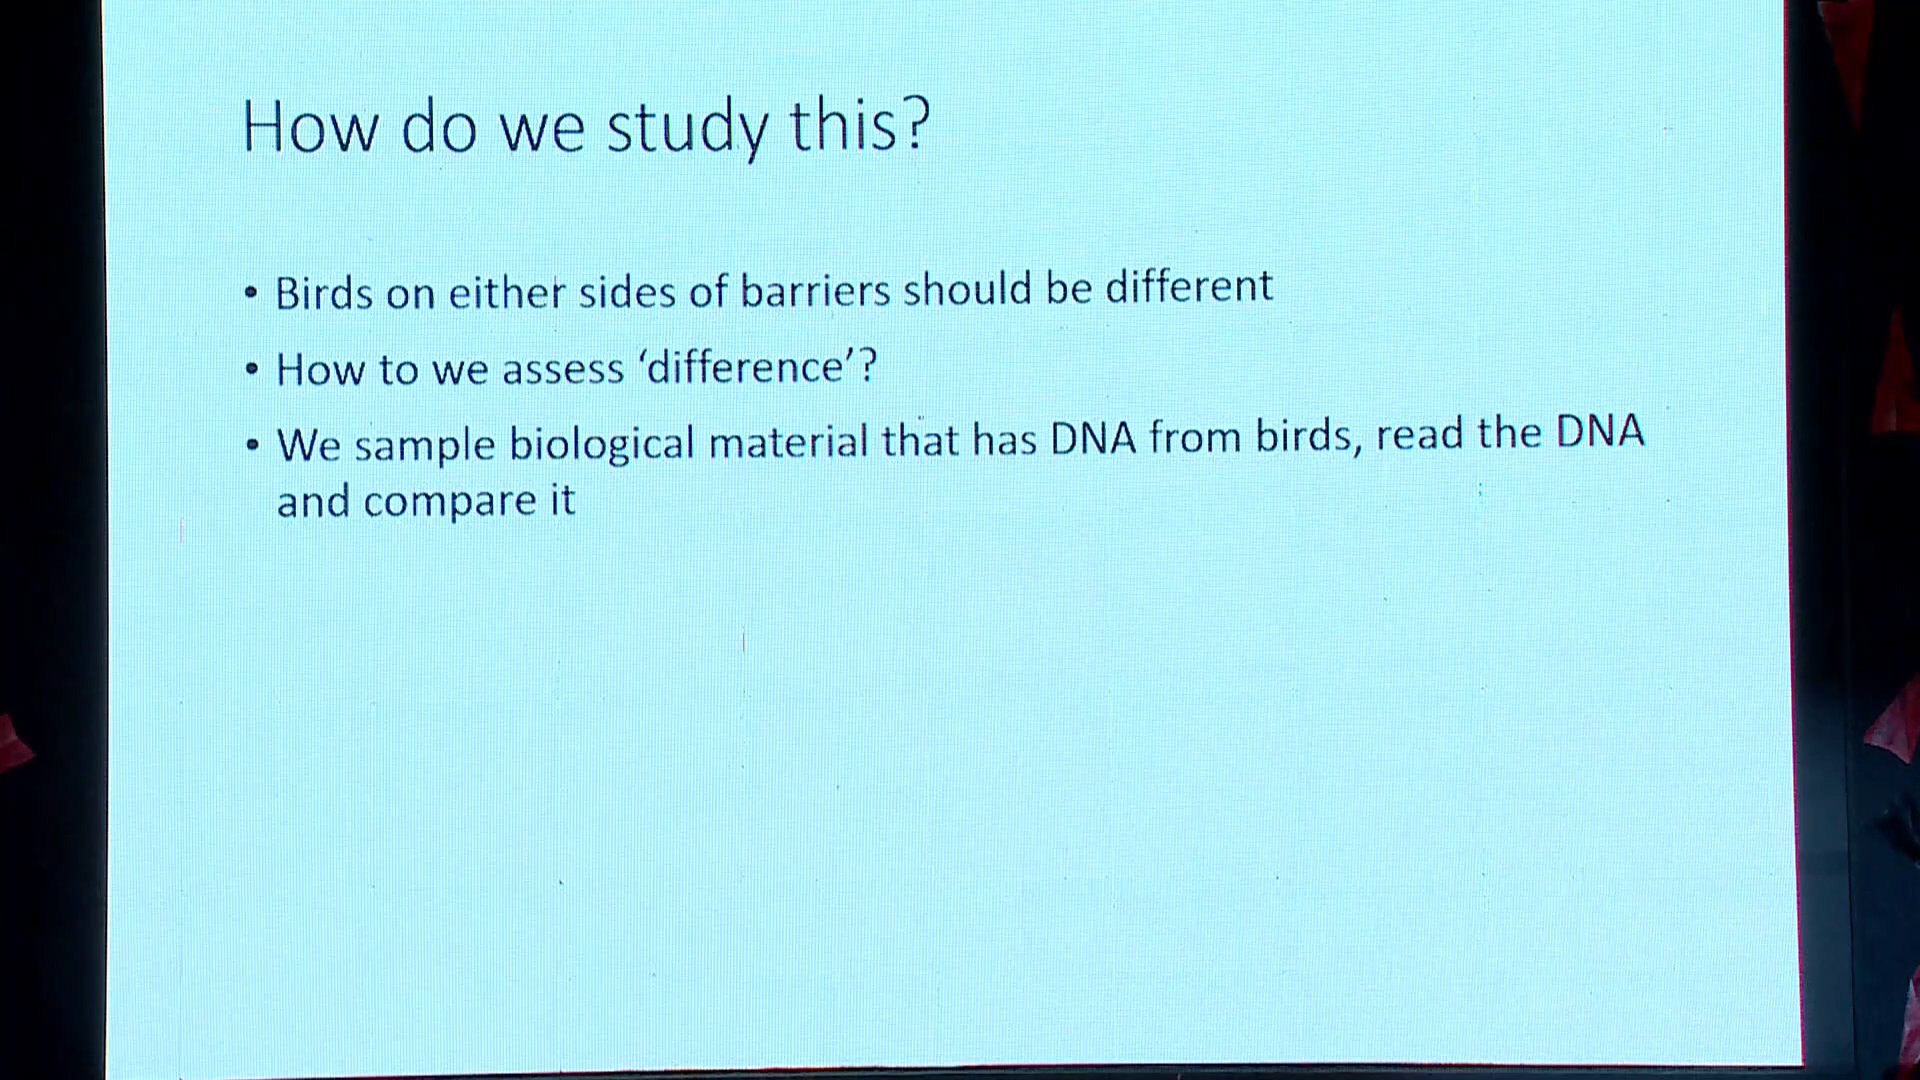 How do we study this?
• Birds on either sides of barriers should be different
• How to we assess ‘difference’?
• We sample biological material that has DNA from birds, read the DNA
and compare it